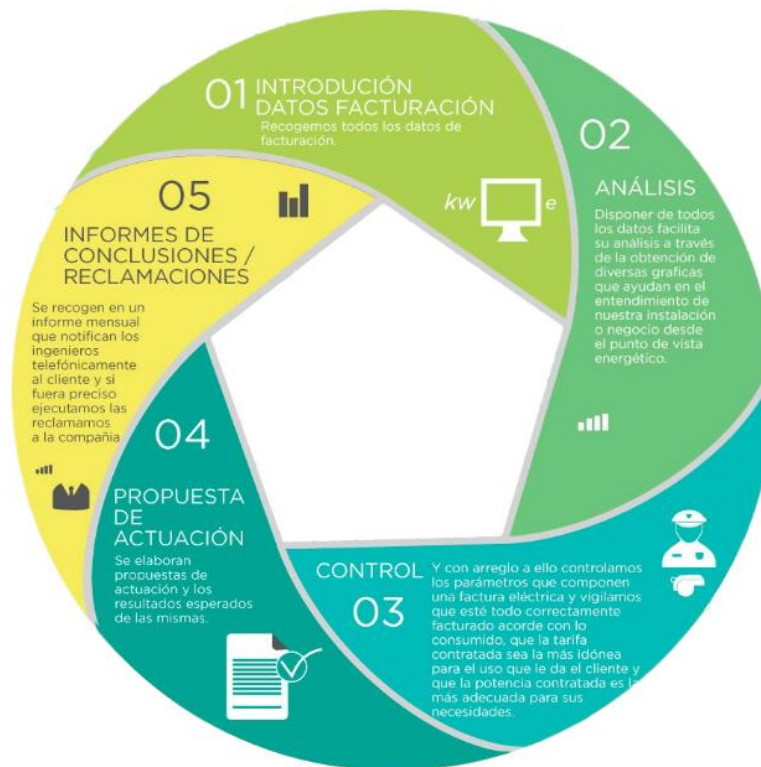 01 INTRODUCIÓN
DATOS FACTURACIÓN
Recogemos todos los datos de
facturación.
kw e
02
ANÁLISIS
Disponer de todos
los datos facilita
su análisis a través
de la obtención de
diversas graficas
que ayudan en el
entendimiento de
nuestra instalación
o negocio desde
el punto de vista
energético.
CONTROL
03
Y con arreglo a ello controlamos
los parámetros que componen
una factura eléctrica y vigilamos
que esté todo correctamente
facturado acorde con lo
consumido, que la tarifa
contratada sea la más idónea
para el uso que le da el cliente y
que la potencia contratada es la
más adecuada para sus
necesidades.
04
PROPUESTA
DE
ACTUACIÓN
Se elaboran
propuestas de
actuación y los
resultados esperados
de las mismas.
05
INFORMES DE
CONCLUSIONES /
RECLAMACIONES
Se recogen en un
informe mensual
que notifican los
ingenieros
telefónicamente
al cliente y si
fuera preciso
ejecutamos las
reclamamos
a la compañia